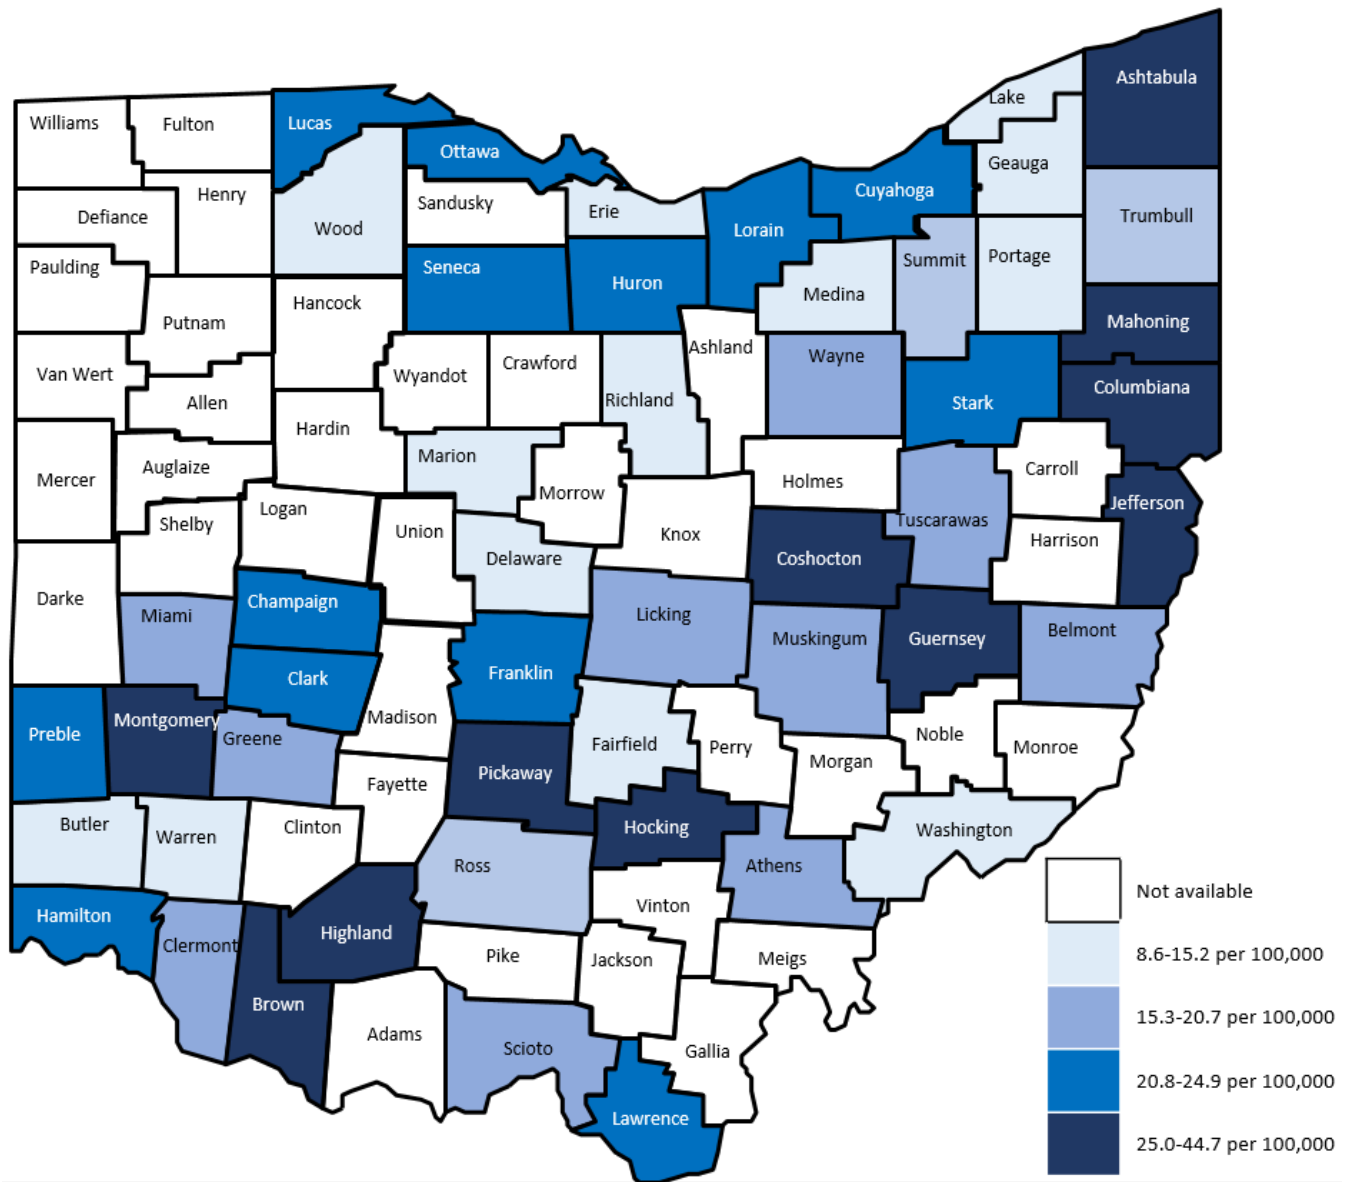 Ashtabula
Lake
Williams
Fulton
Lucas
Ottawa
Geauga
Cuyahoga
Henry
Sandusky
Erie
Defiance
Trumbull
Wood
Lorain
Summit
Portage
Paulding
Seneca
Huron
Medina
Hancock
Putnam
Mahoning
Ashland
Wayne
Van Wert
Wyandot
Crawford
Columbiana
Allen
Richland
Stark
Hardin
Marion
Auglaize
Carroll
Mercer
Holmes
Morrow
Jefferson
Logan
Shelby
Union
Knox
Tuscarawas
Harrison
Delaware
Coshocton
Darke
Champaign
Miami
Licking
Muskingum
Guernsey
Belmont
Clark
Franklin
Madison
Montgomery
Preble
Greene
Fairfield
Perry
Noble
Monroe
Morgan
Pickaway
Fayette
Butler
Warren
Clinton
Hocking
Washington
Ross
Athens
Not available
Vinton
Hamilton
Highland
Clermont
Pike
Jackson
Meigs
8.6-15.2 per 100,000
Brown
15.3-20.7 per 100,000
Adams
Scioto
Gallia
20.8-24.9 per 100,000
Lawrence
25.0-44.7 per 100,000